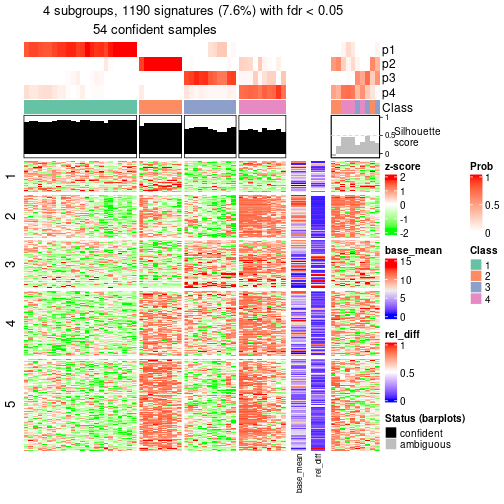 4 subgroups, 1190 signatures (7.6%) with fdr < 0.05
54 confident samples
p1
p2
p3
p4
Class
1
0.5
0
Silhouette
score
1
2
3
4
5
base_mean
rel_diff
z-score
2
1
0
-1
-2
base_mean
15
10
5
0
rel_diff
1
0.5
0
Status (barplots)
confident
ambiguous
Prob
1
0.5
0
Class
1
2
3
4